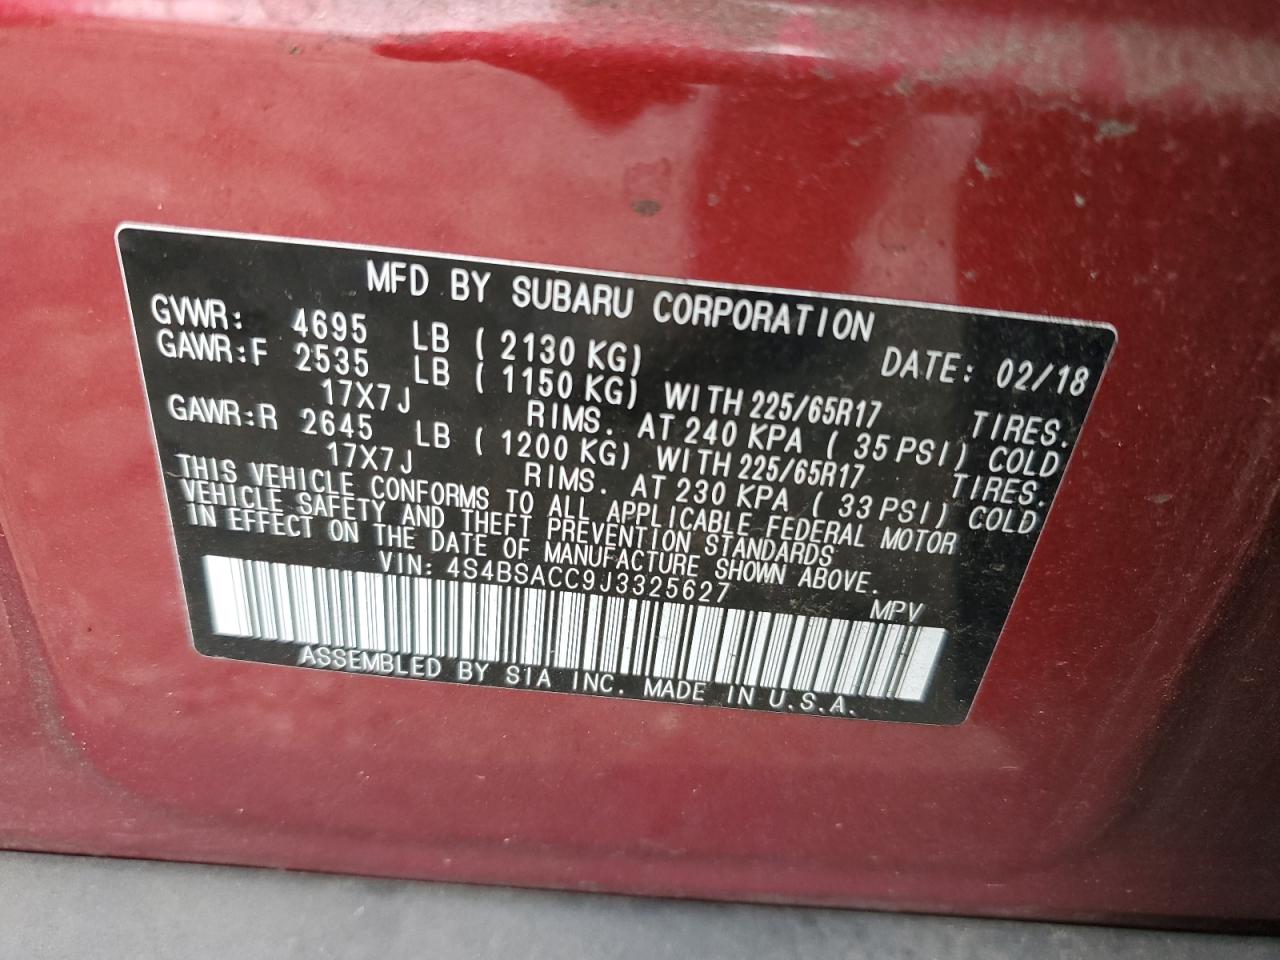 MFD BY SUBARU CORPORATION
GVWR: 4695 LB ( 2130 KG) DATE: 02/18
GAWR:F 2535 LB ( 1150 KG) WITH 225/65R17 TIRES.
17X7J RIMS. AT 240 KPA ( 35 PSI) COLD
GAWR:R 2645 LB ( 1200 KG) WITH 225/65R17 TIRES.
17X7J RIMS. AT 230 KPA ( 33 PSI) COLD
THIS VEHICLE CONFORMS TO ALL APPLICABLE FEDERAL MOTOR
VEHICLE SAFETY AND THEFT PREVENTION STANDARDS
IN EFFECT ON THE DATE OF MANUFACTURE SHOWN ABOVE.
VIN: 4S4BSACC9J3325627 MPV
ASSEMBLED BY SIA INC. MADE IN U.S.A.